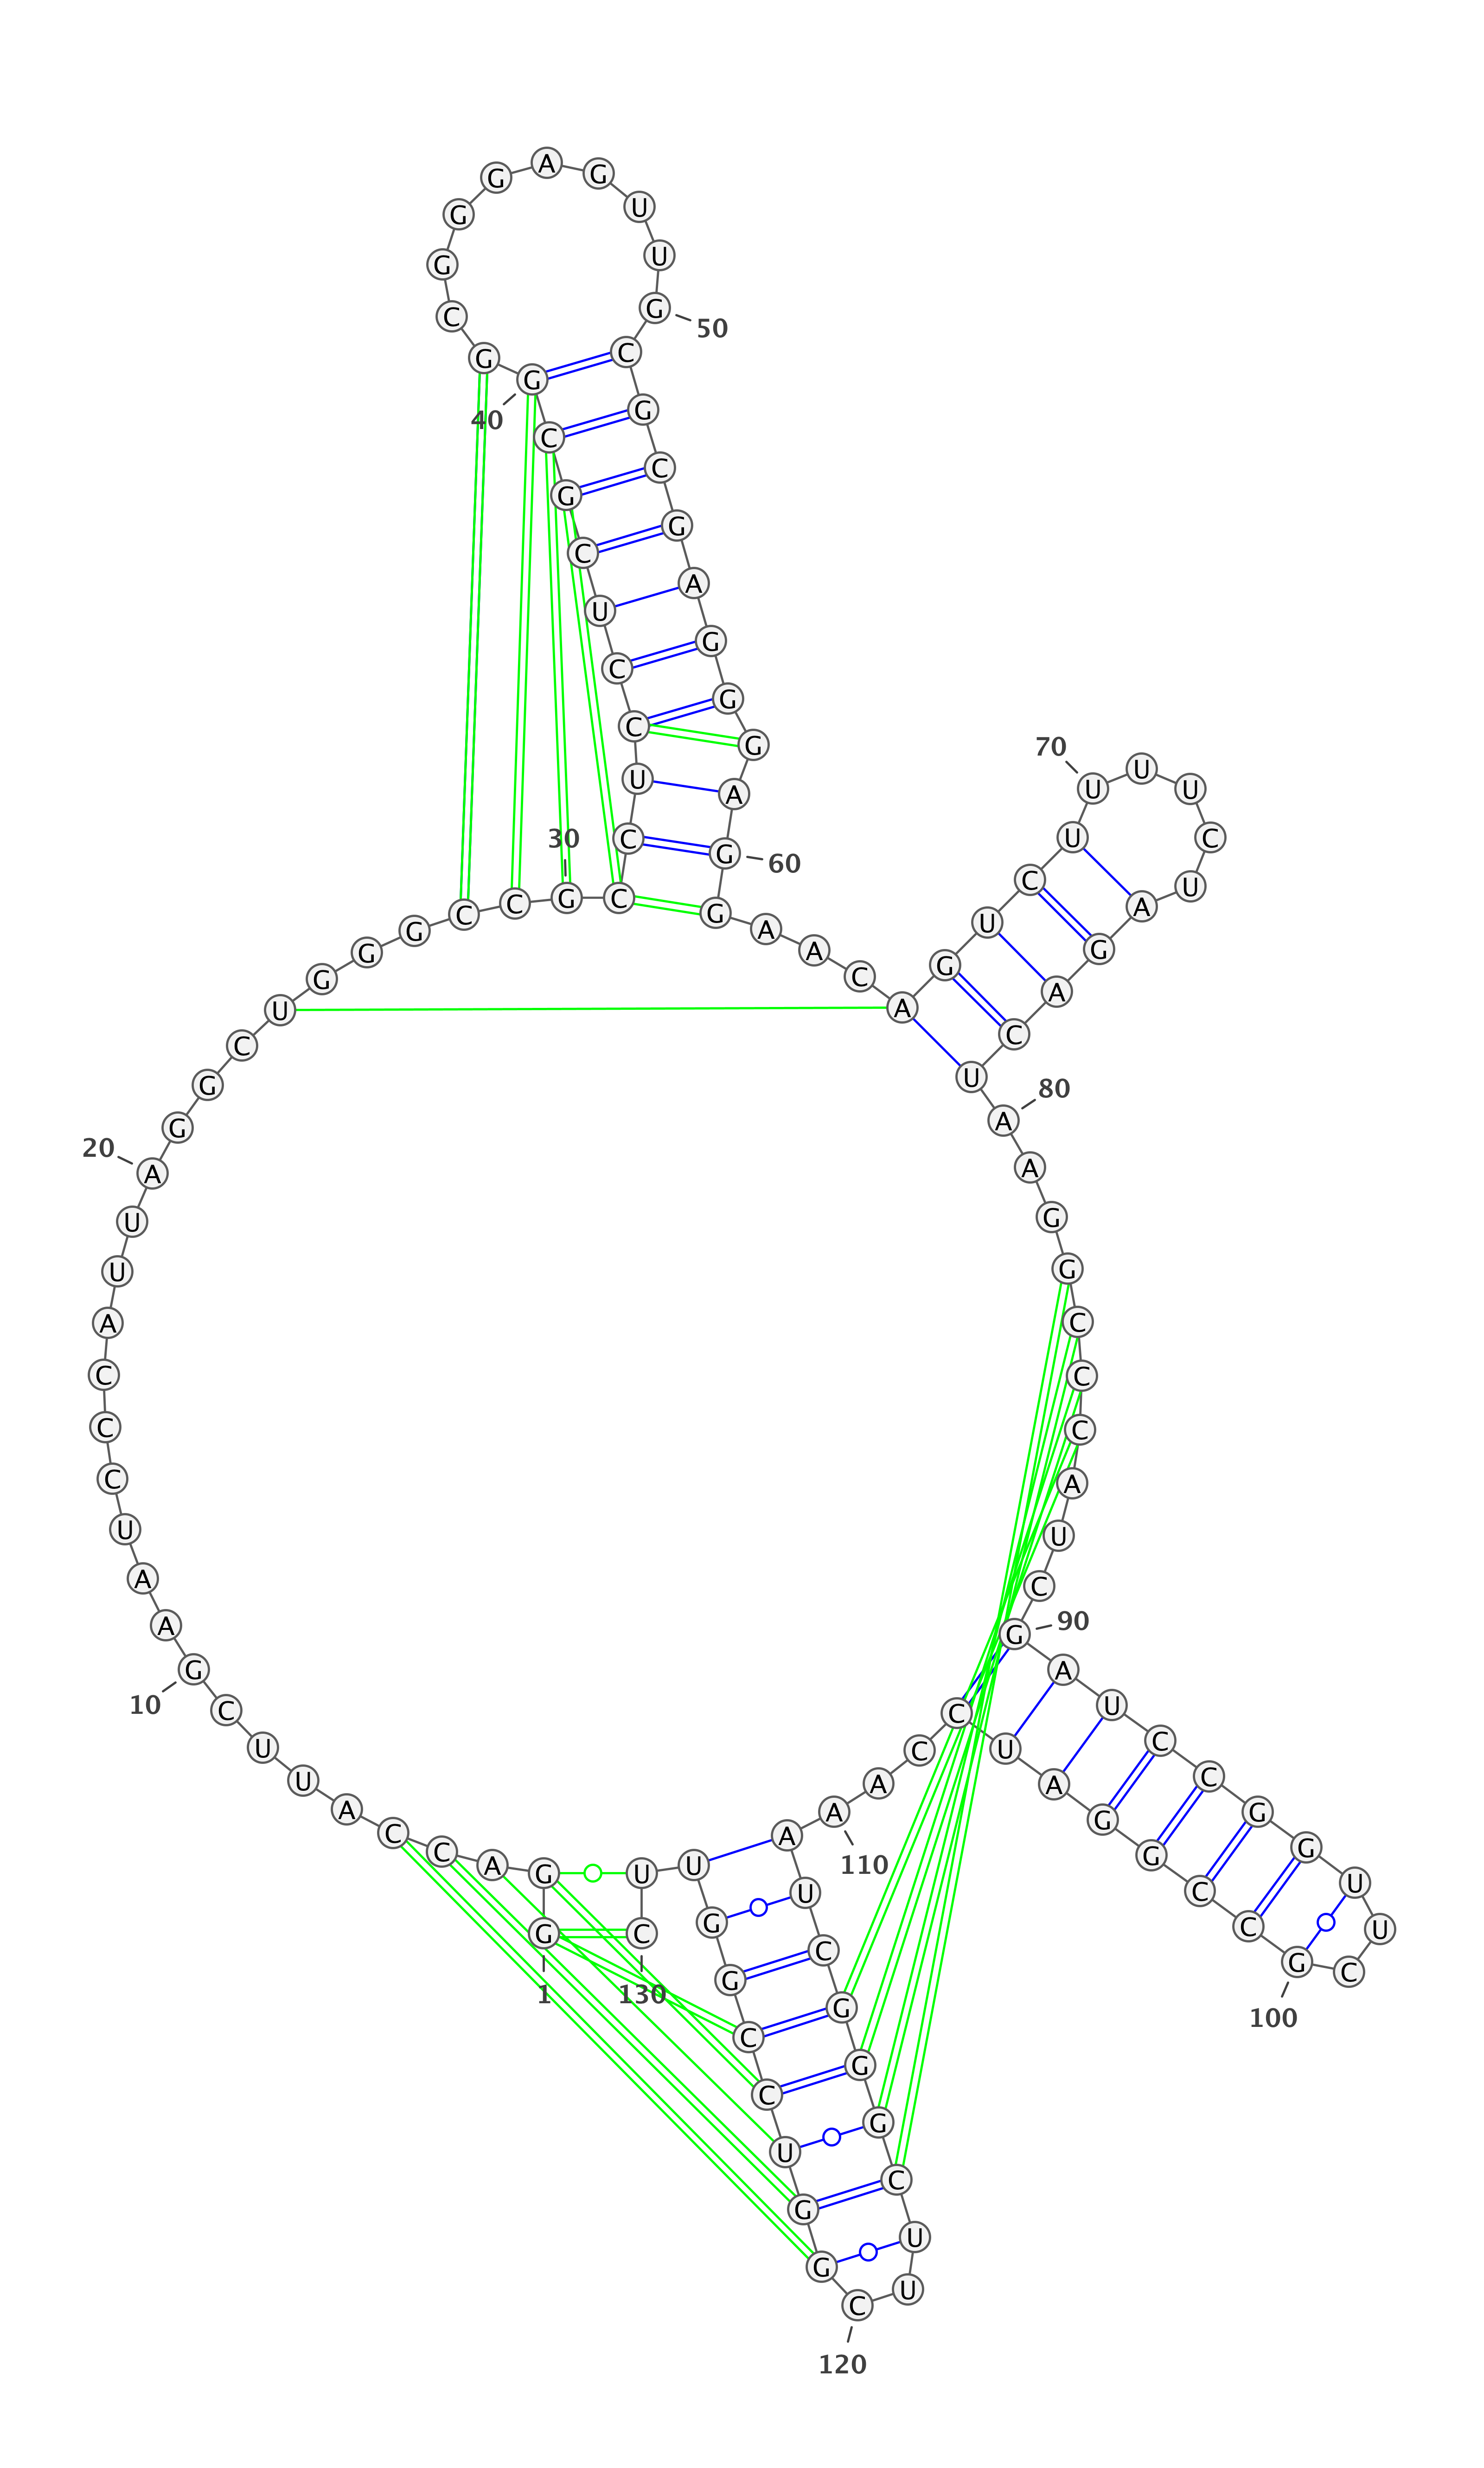 1
G G A C C A U U C G
10
A A U C C C A U U A
20
G G C U G G G C C G
30
C C U C C U C G C G
40
G C G G G A G U U G
50
C G C G A G G G A G
60
G A A C A G U C U U
70
U U C U A G A C U A
80
A G G C C C A U C G
90
A U C C G G U U C G
100
C C G G A U C C A A
110
A U C G G G C U U C
120
G G U C C G G U U C
130